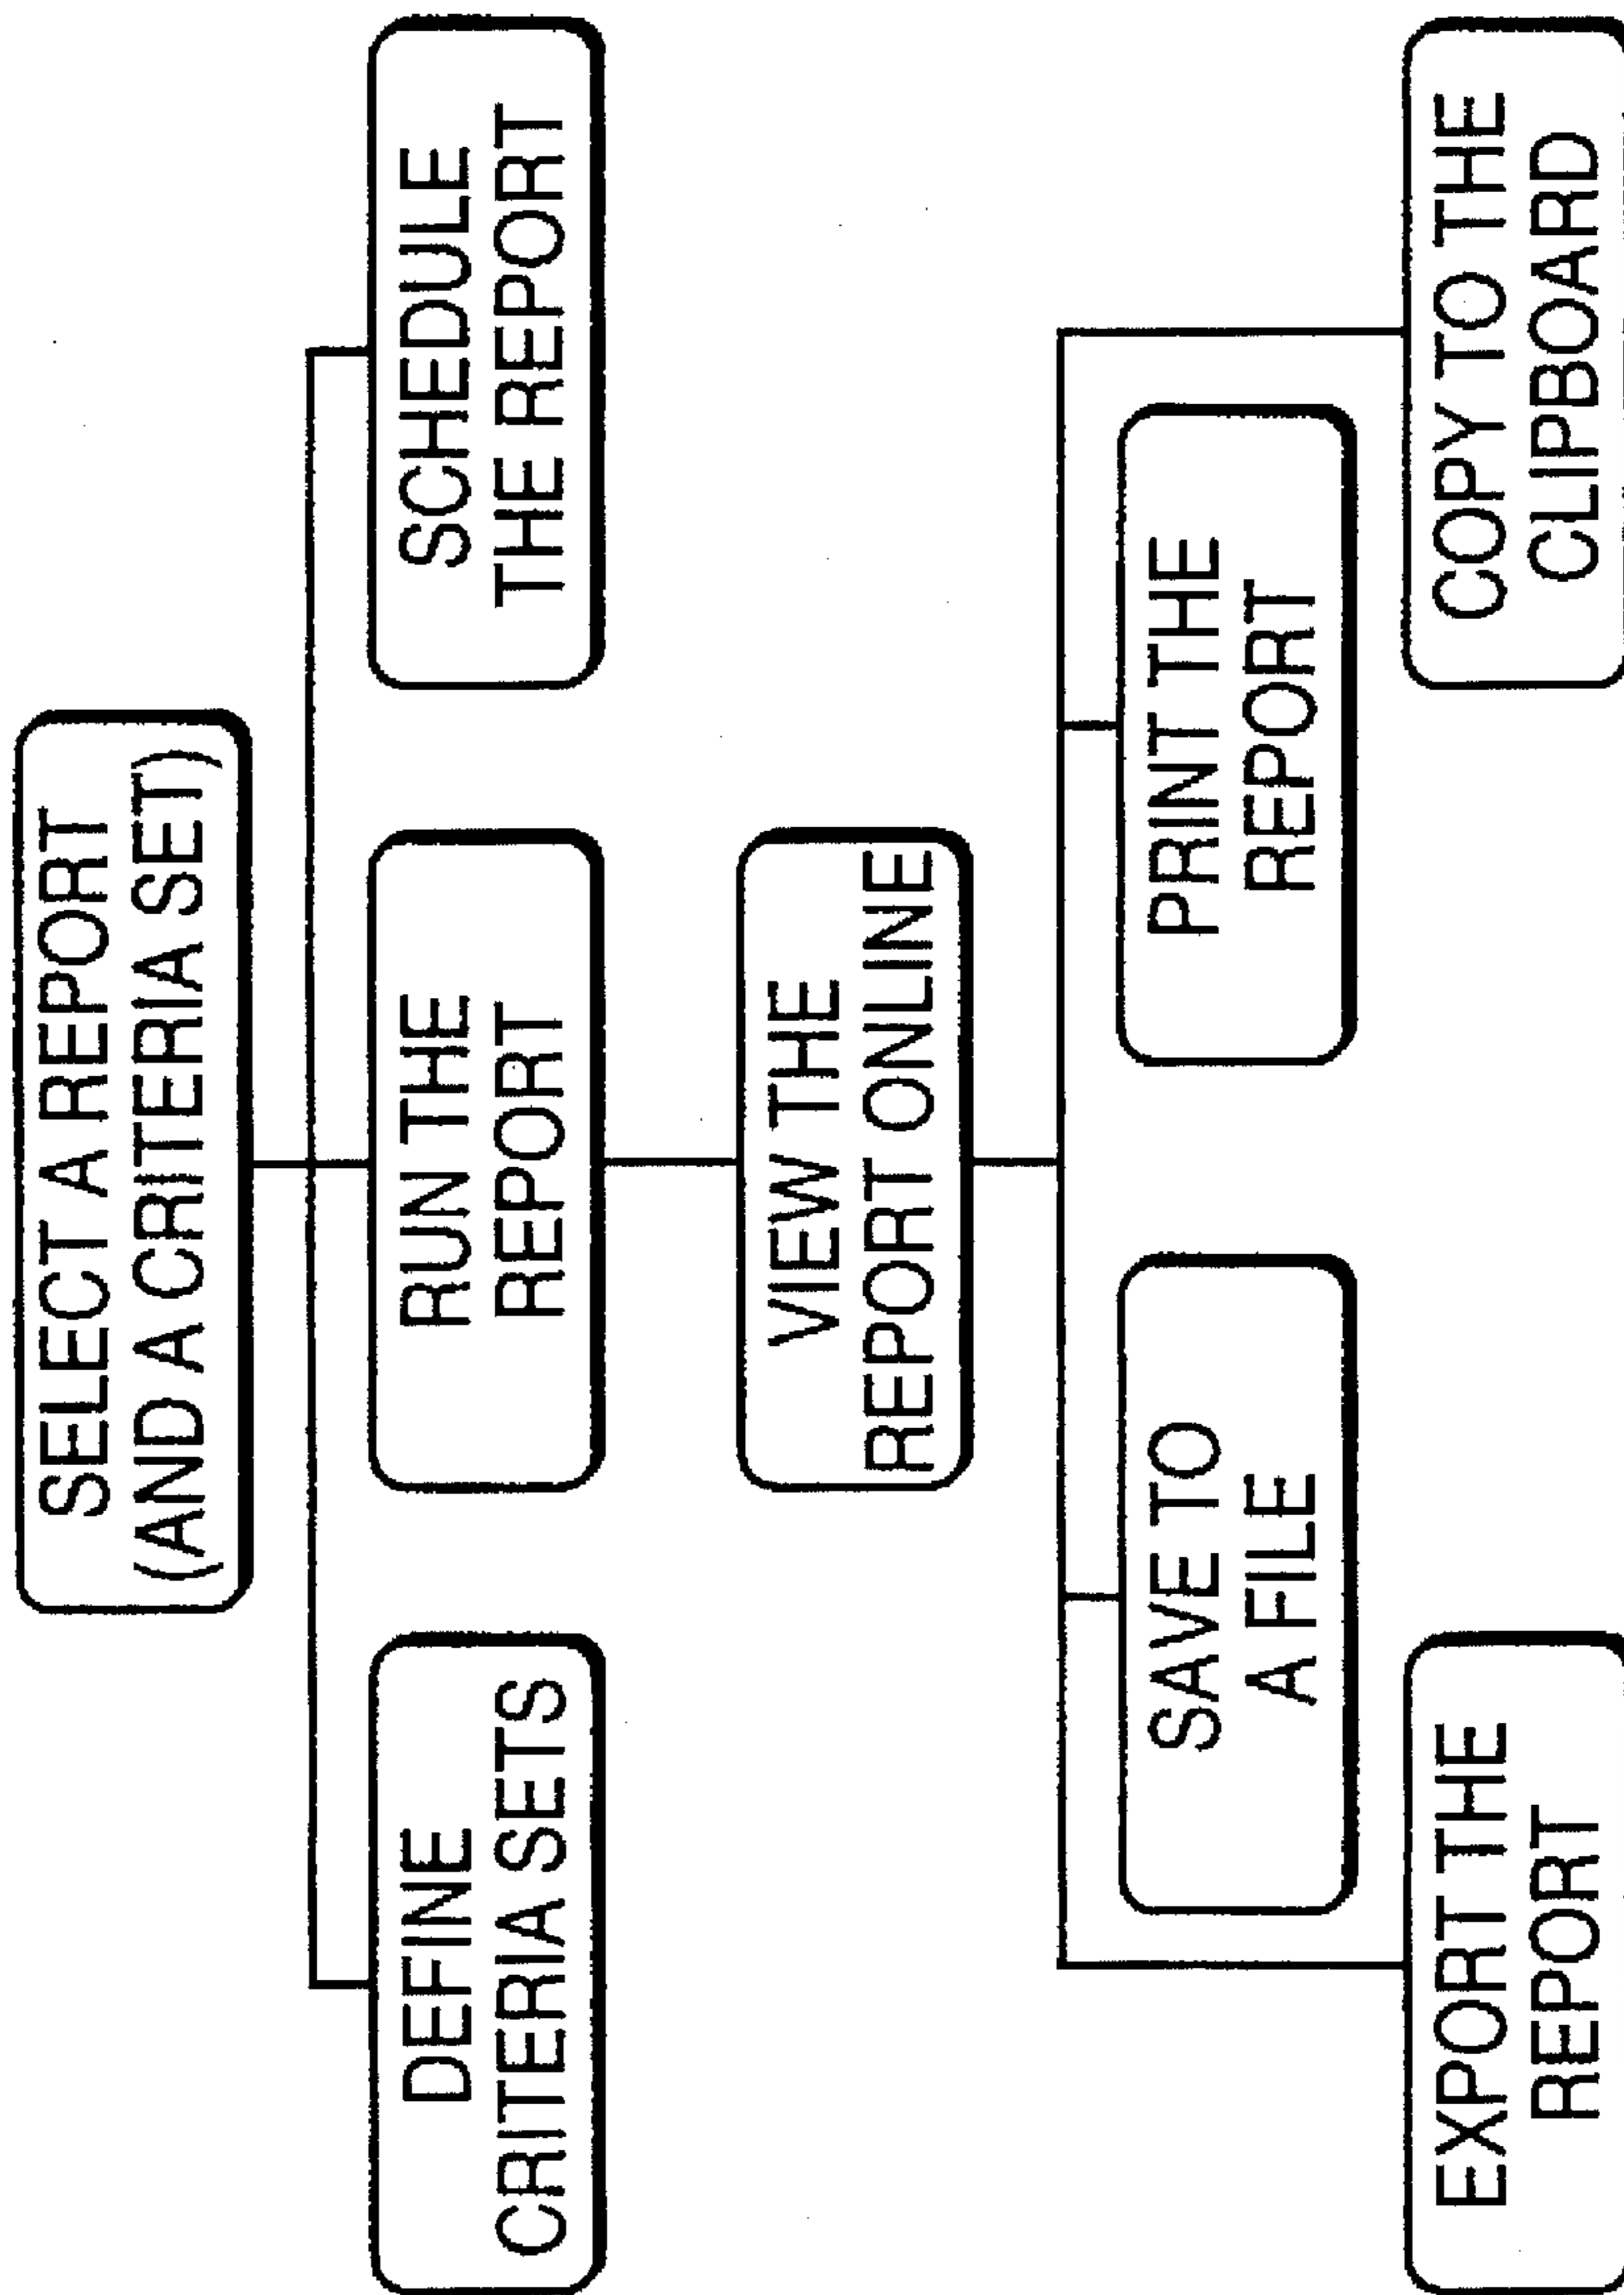 SELECT A REPORT
(AND A CRITERIA SET)
DEFINE
CRITERIA SETS
RUN THE
REPORT
SCHEDULE
THE REPORT
VIEW THE
REPORT ONLINE
SAVE TO
A FILE
PRINT THE
REPORT
EXPORT THE
REPORT
COPY TO THE
CLIPBOARD